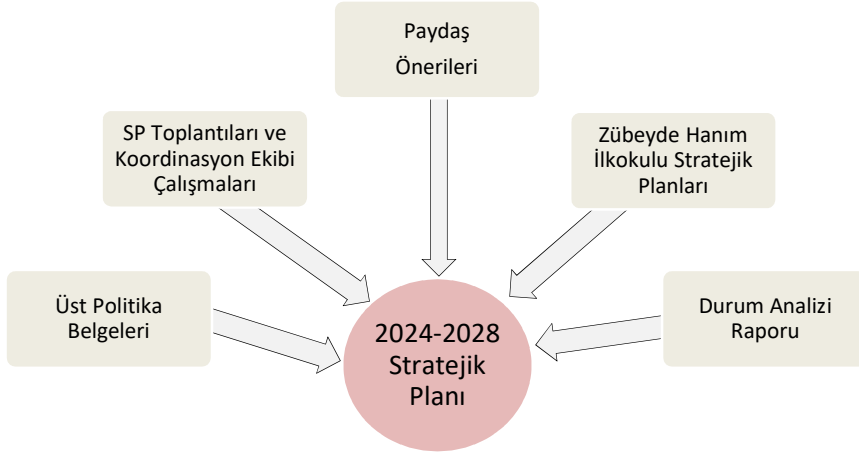 Paydaş
Önerileri
SP Toplantıları ve
Koordinasyon Ekibi
Çalışmaları
Zübeyde Hanım
İlkokulu Stratejik
Planları
Üst Politika
Belgeleri
Durum Analizi
Raporu
2024-2028
Stratejik
Planı